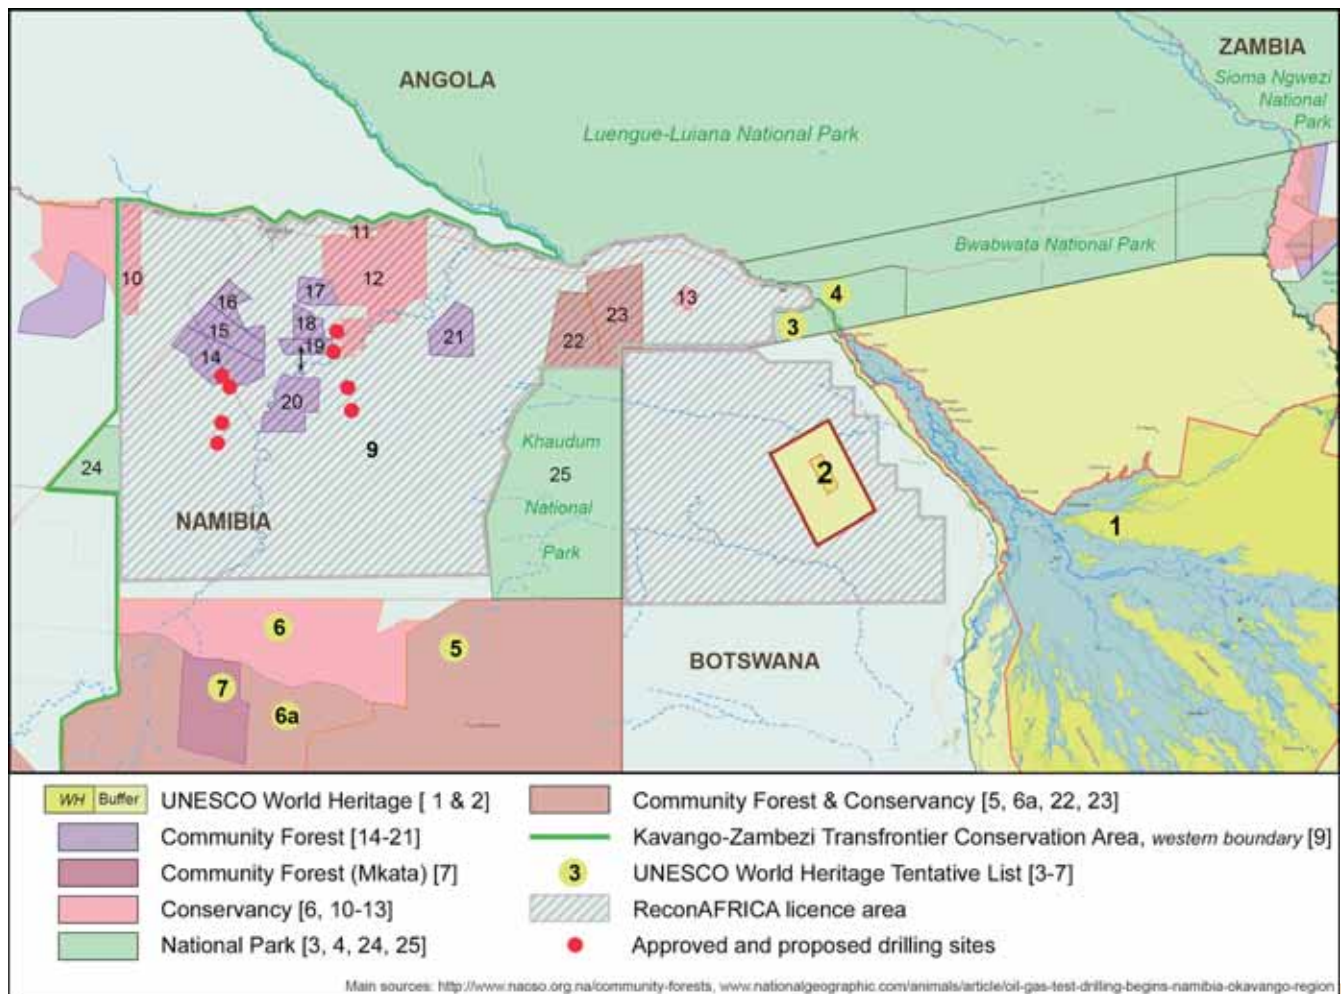 ZAMBIA
ANGOLA
Sioma Ngwezi
National
Park
Luengue-Luiana National Park
Bwabwata National Park
11
10
12
13
4
16
17
3
15
18
23
21
22
14
19
20
9
Khaudum
24
25
2
National
NAMIBIA
1
Park
6
5
BOTSWANA
7
6a
WH Buffer UNESCO World Heritage [ 1 & 2]
Community Forest [14-21]
Community Forest (Mkata) [7]
Conservancy [6, 10-13]
National Park [3, 4, 24, 25]
Community Forest & Conservancy [5, 6a, 22, 23]
Kavango-Zambezi Transfrontier Conservation Area, western boundary [9]
3 UNESCO World Heritage Tentative List [3-7]
ReconAFRICA licence area
Approved and proposed drilling sites
Main sources: http://www.nacso.org.na/community-forests, www.nationalgeographic.com/animals/article/oil-gas-test-drilling-begins-namibia-okavango-region